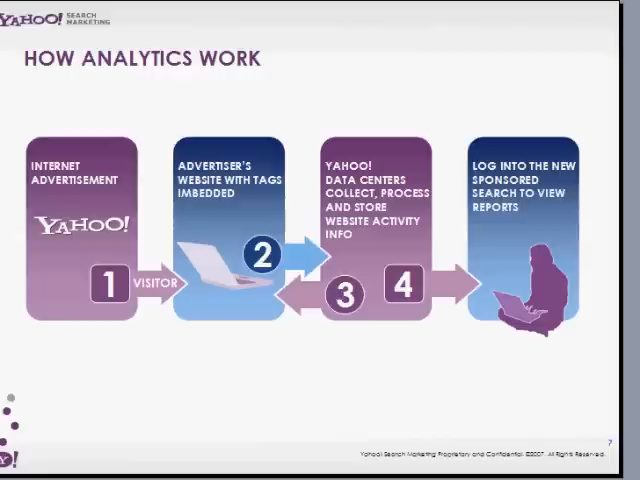 YAHOO! SEARCH
MARKETING
HOW ANALYTICS WORK
INTERNET
ADVERTISEMENT
YAHOO!
1
VISITOR
ADVERTISER'S
WEBSITE WITH TAGS
IMBEDDED
2
YAHOO!
DATA CENTERS
COLLECT, PROCESS
AND STORE
WEBSITE ACTIVITY
INFO
3
4
LOG INTO THE NEW
SPONSORED
SEARCH TO VIEW
REPORTS
7
Yahoo! Search Marketing Proprietary and Confidential. ©2007. All Rights Reserved.
Y!